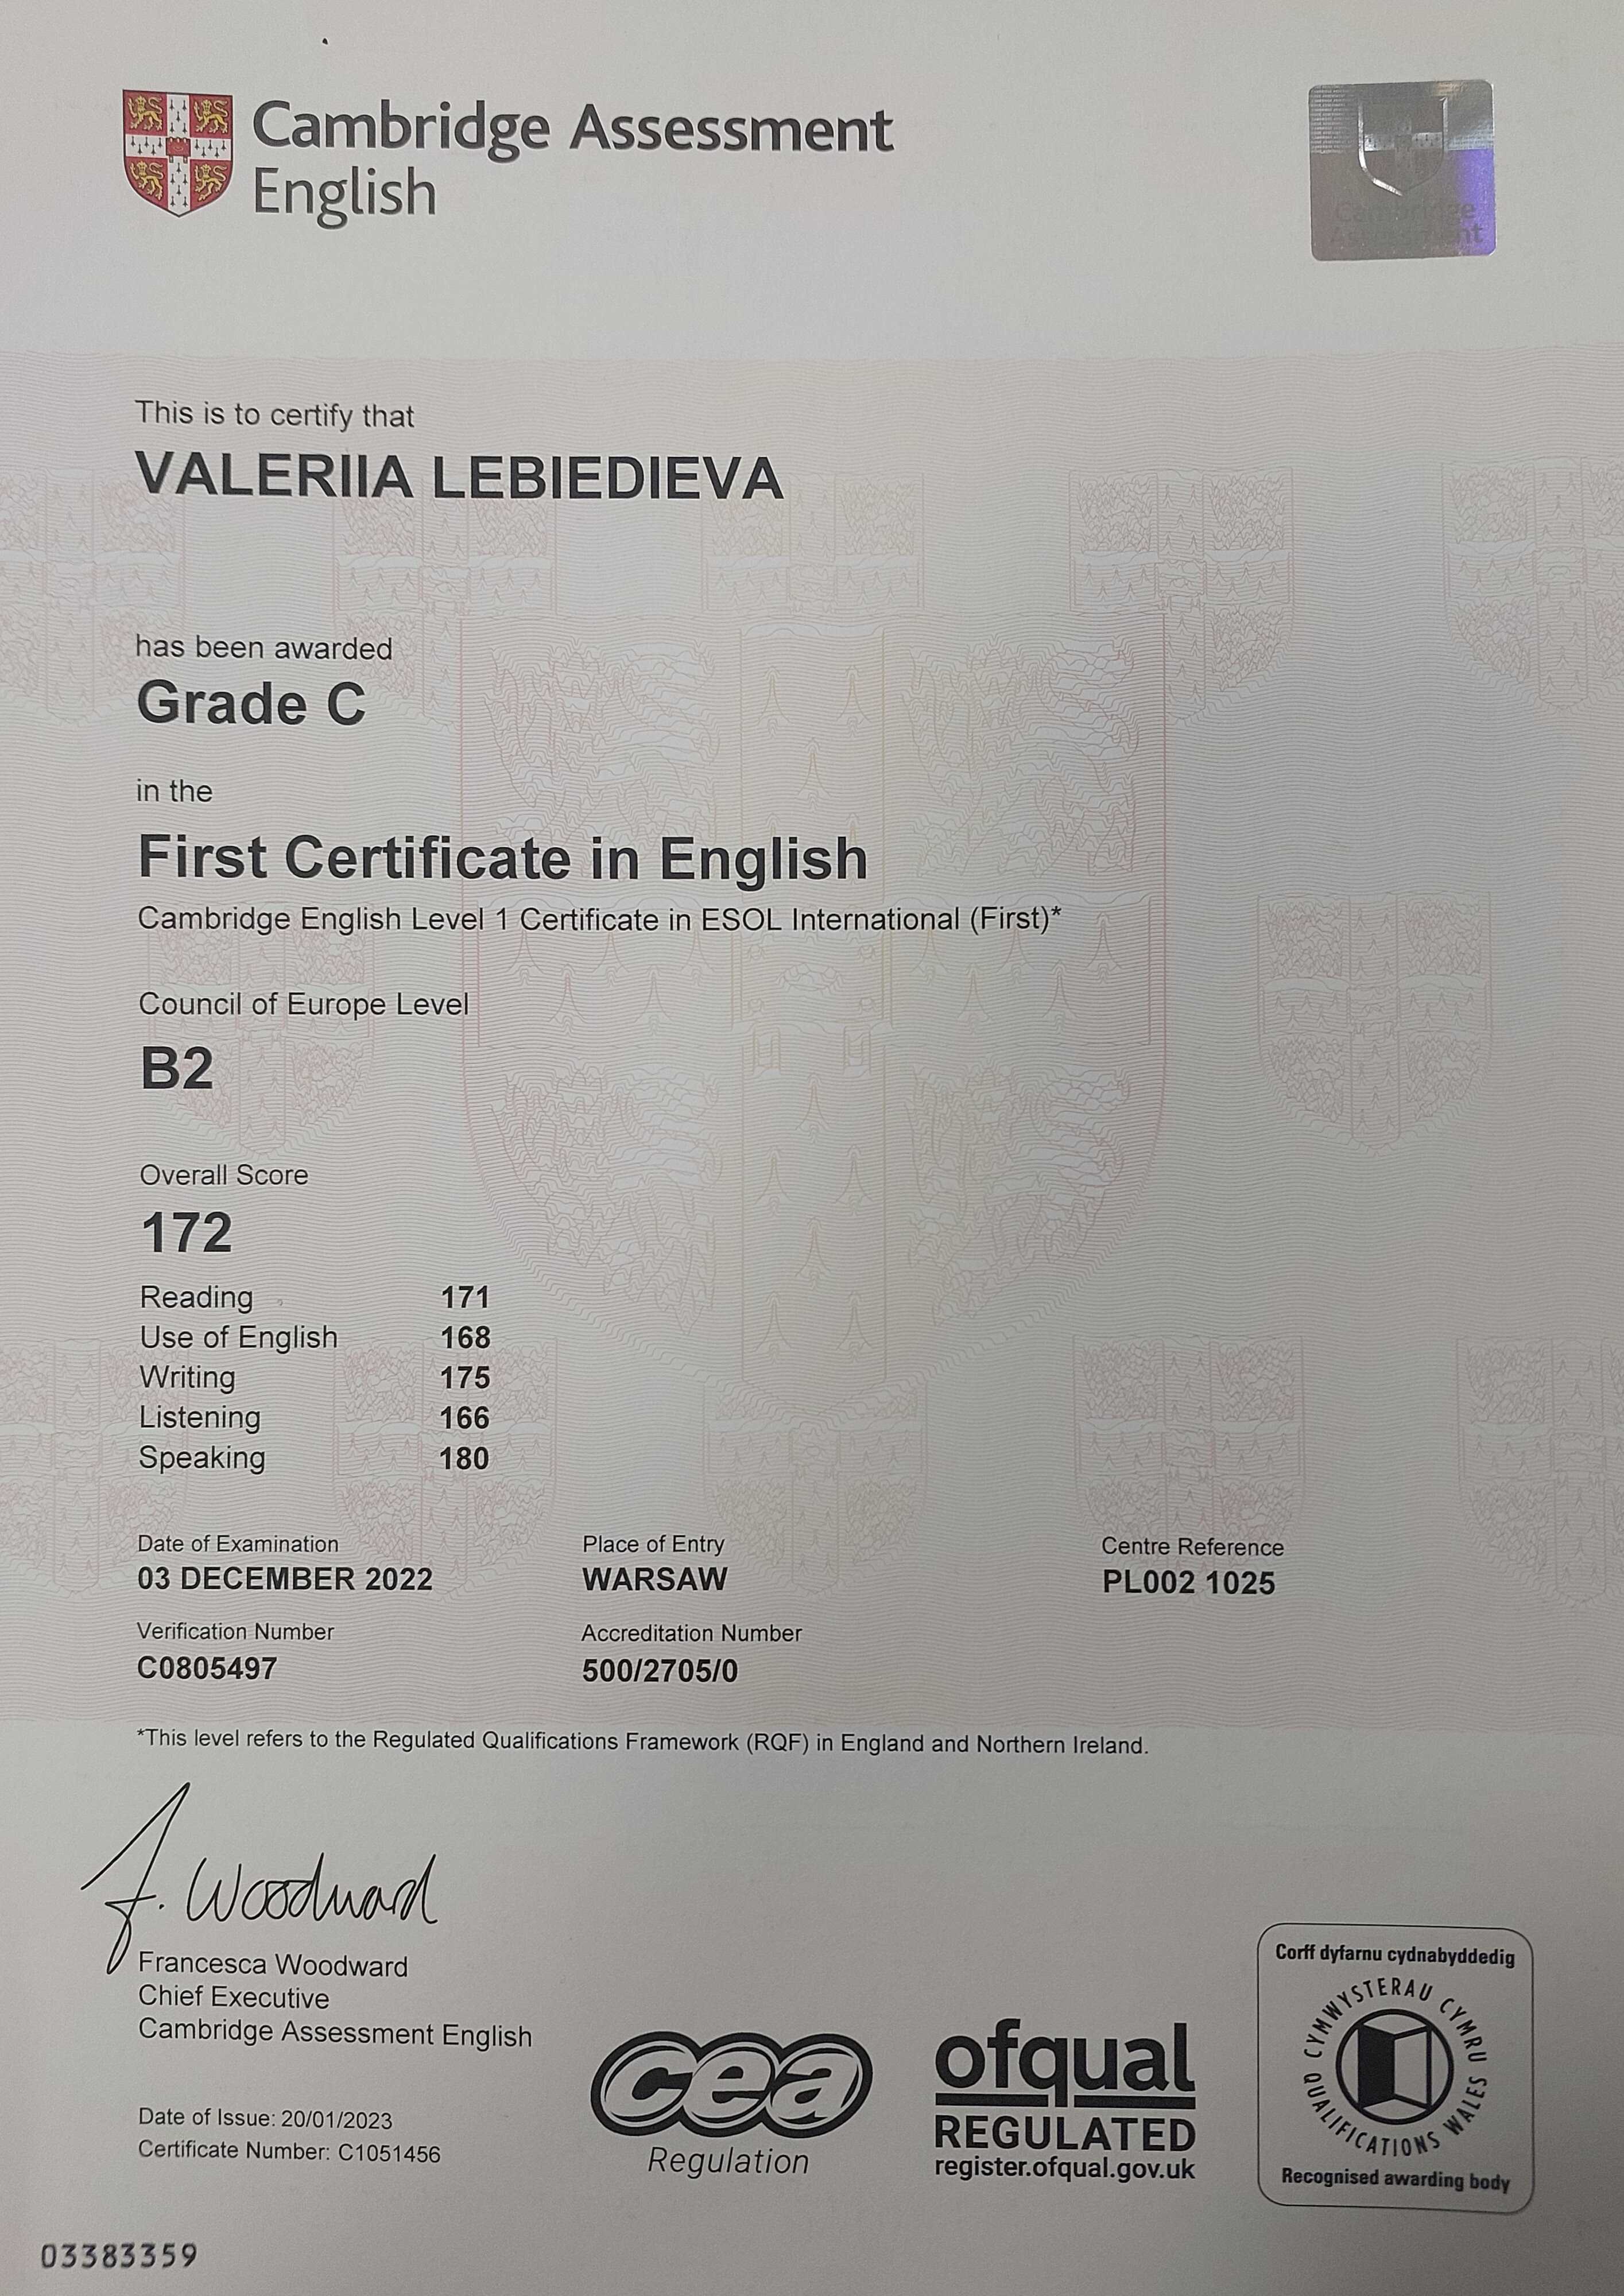 Cambridge Assessment
English
Cambridge
Assessment
This is to certify that
VALERIIA LEBIEDIEVA
has been awarded
Grade C
in the
First Certificate in English
Cambridge English Level 1 Certificate in ESOL International (First)*
Council of Europe Level
B2
Overall Score
172
Reading 171
Use of English 168
Writing 175
Listening 166
Speaking 180
Date of Examination Place of Entry Centre Reference
03 DECEMBER 2022 WARSAW PL002 1025
Verification Number Accreditation Number
C0805497 500/2705/0
*This level refers to the Regulated Qualifications Framework (RQF) in England and Northern Ireland.
F. Woodward
Francesca Woodward
Chief Executive
Cambridge Assessment English
Date of Issue: 20/01/2023
Certificate Number: C1051456
cea
Regulation
ofqual
REGULATED
register.ofqual.gov.uk
Corff dyfarnu cydnabyddedig
CYMWYSTERAU CYMRU
QUALIFICATIONS WALES
Recognised awarding body
03383359